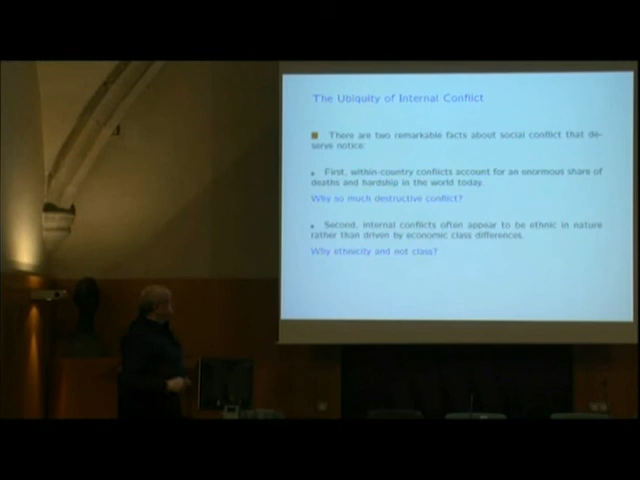 The Ubiquity of Internal Conflict
There are two remarkable facts about social conflict that de-
serve notice:
First, within-country conflicts account for an enormous share of
deaths and hardship in the world today.
Why so much destructive conflict?
Second, internal conflicts often appear to be ethnic in nature
rather than driven by economic class differences.
Why ethnicity and not class?